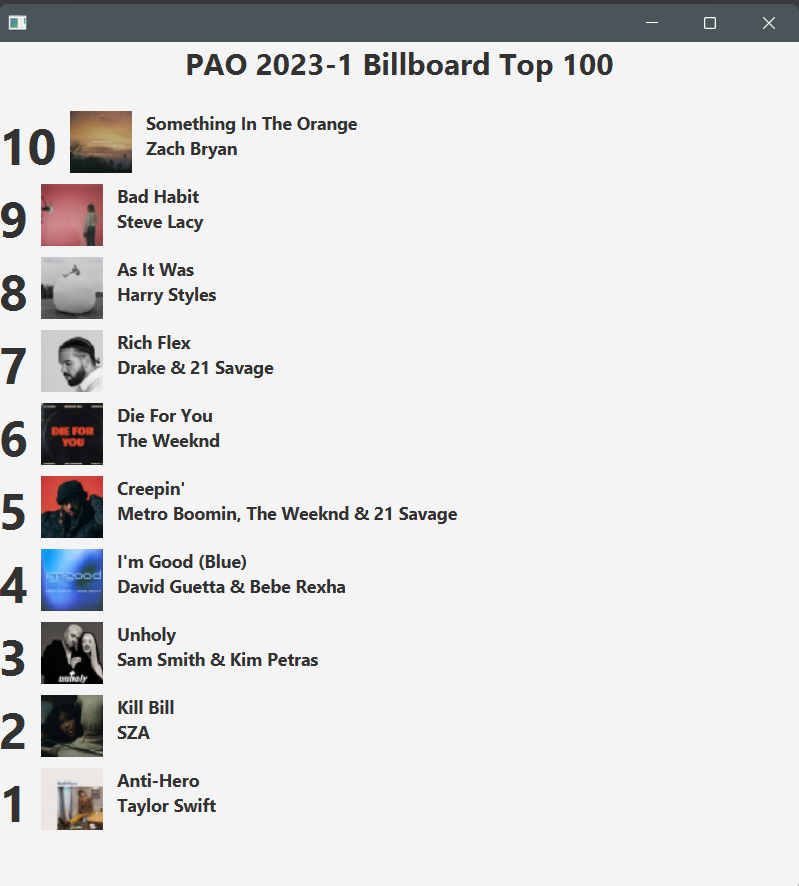 PAO 2023-1 Billboard Top 100
10
Something In The Orange
Zach Bryan
9
Bad Habit
Steve Lacy
8
As It Was
Harry Styles
7
Rich Flex
Drake & 21 Savage
6
DIE FOR
YOU
Die For You
The Weeknd
5
Creepin'
Metro Boomin, The Weeknd & 21 Savage
4
i'm good
I'm Good (Blue)
David Guetta & Bebe Rexha
3
unholy
Unholy
Sam Smith & Kim Petras
2
Kill Bill
SZA
1
Anti-Hero
Taylor Swift